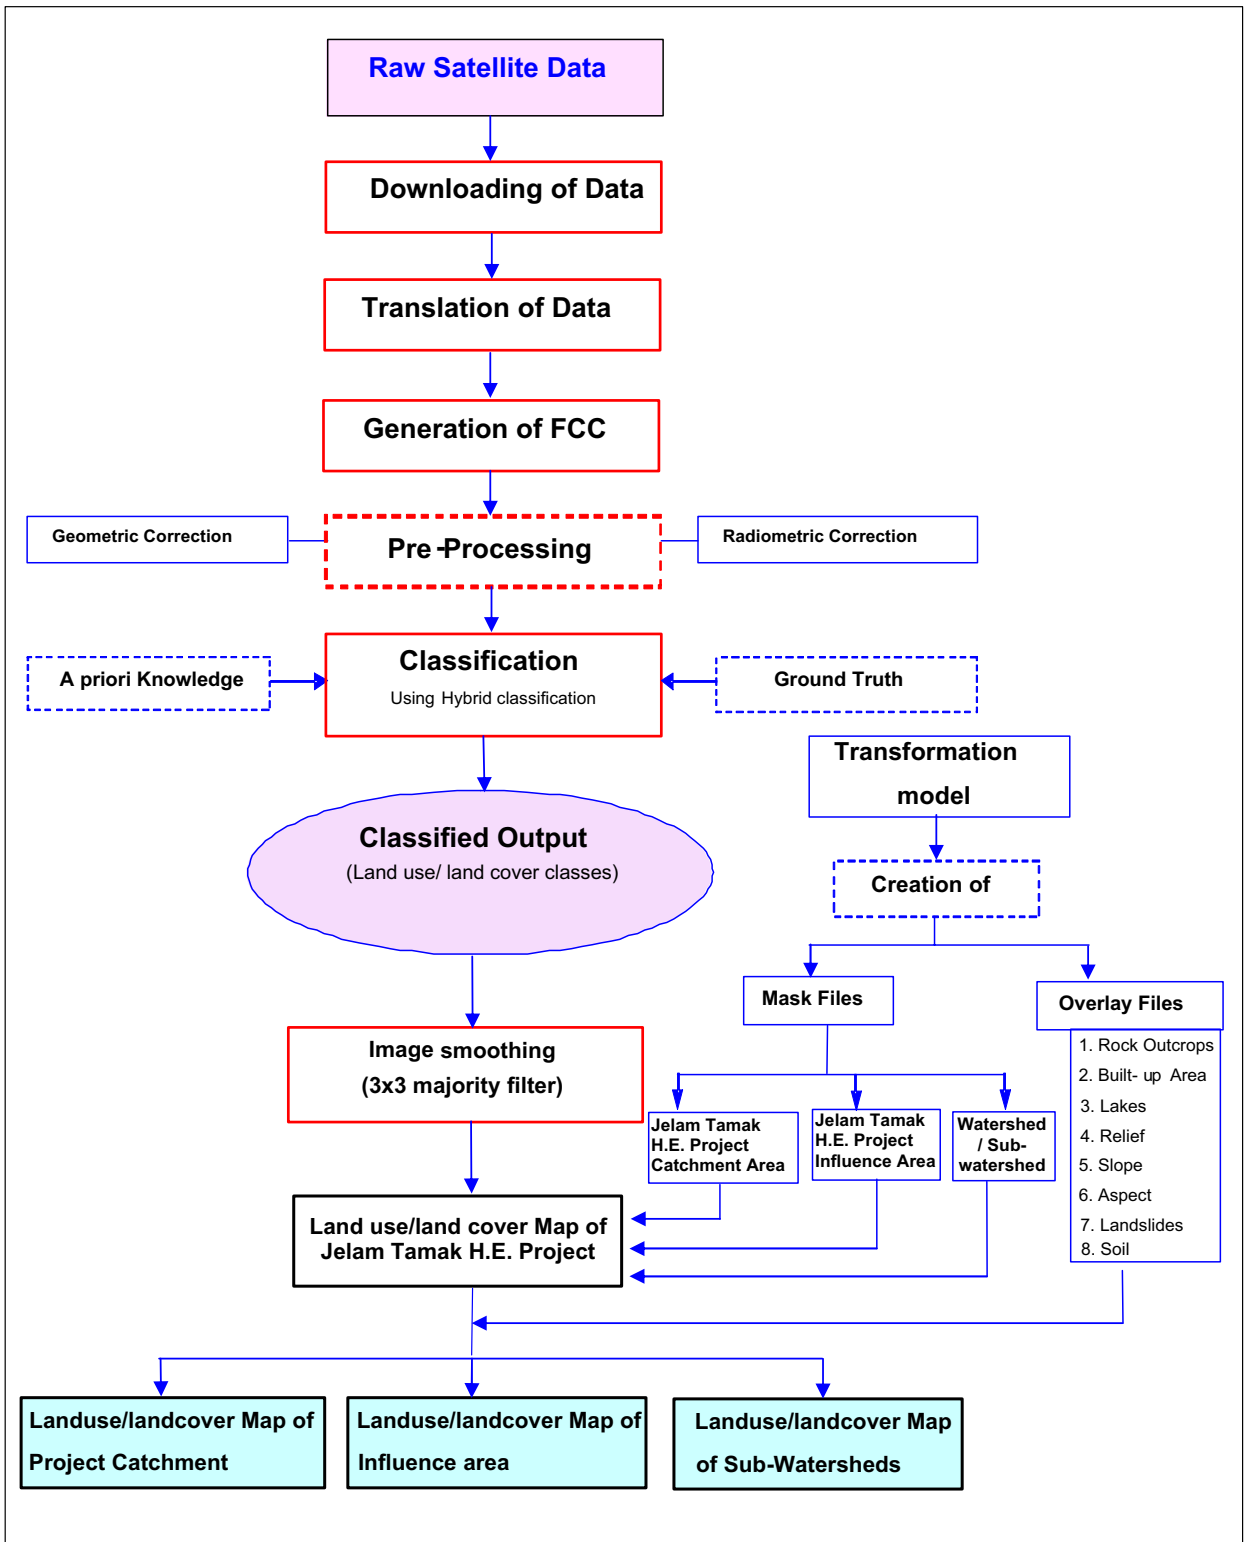 Raw Satellite Data
Downloading of Data
Translation of Data
Generation of FCC
Geometric Correction
Pre-Processing
Radiometric Correction
A priori Knowledge
Classification
Using Hybrid classification
Ground Truth
Transformation
model
Classified Output
(Land use/ land cover classes)
Creation of
Mask Files
Overlay Files
1. Rock Outcrops
2. Built- up Area
3. Lakes
4. Relief
5. Slope
6. Aspect
7. Landslides
8. Soil
Image smoothing
(3x3 majority filter)
Jelam Tamak
H.E. Project
Catchment Area
Jelam Tamak
H.E. Project
Influence Area
Watershed
/ Sub-
watershed
Land use/land cover Map of
Jelam Tamak H.E. Project
Landuse/landcover Map of
Project Catchment
Landuse/landcover Map of
Influence area
Landuse/landcover Map
of Sub-Watersheds